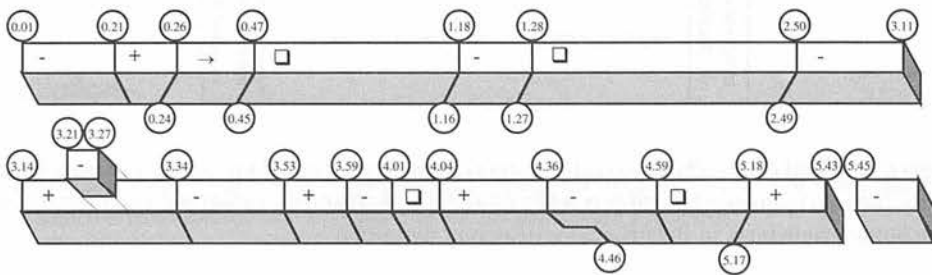 0.01 0.21 0.26 0.47 1.18 1.28 2.50 3.11
- + → ❑ - ❑ -
0.24 0.45 1.16 1.27 2.49
3.21 3.27
3.14 3.34 3.53 3.59 4.01 4.04 4.36 4.59 5.18 5.43 5.45
+ - - + - ❑ + ❑ + -
4.46 5.17